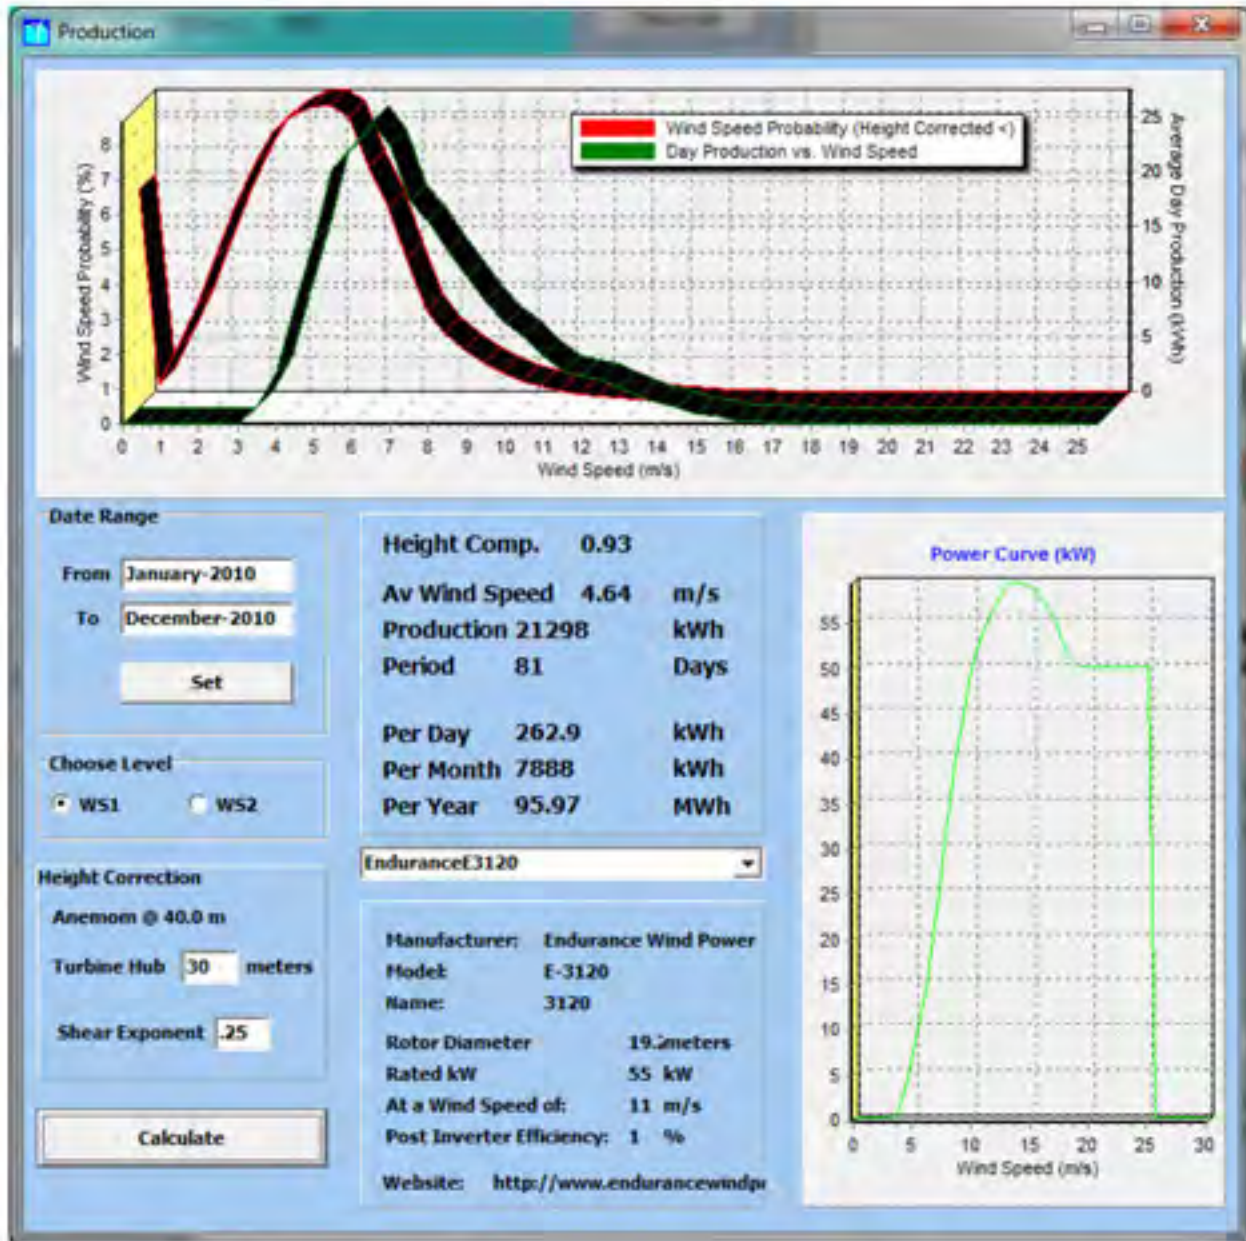 Production
Wind Speed Probability (Height Corrected <)
Day Production vs. Wind Speed
Wind Speed Probability (%)
8
7
6
5
4
3
2
1
0
Average Day Production (kWh)
25
20
15
10
5
0
0 1 2 3 4 5 6 7 8 9 10 11 12 13 14 15 16 17 18 19 20 21 22 23 24 25
Wind Speed (m/s)
Date Range
From January-2010
To December-2010
Set
Choose Level
WS1 WS2
Height Correction
Anemom @ 40.0 m
Turbine Hub 30 meters
Shear Exponent .25
Calculate
Height Comp. 0.93
Av Wind Speed 4.64 m/s
Production 21298 kWh
Period 81 Days
Per Day 262.9 kWh
Per Month 7888 kWh
Per Year 95.97 MWh
EnduranceE3120
Manufacturer: Endurance Wind Power
Model: E-3120
Name: 3120
Rotor Diameter 19.2meters
Rated kW 55 kW
At a Wind Speed of: 11 m/s
Post Inverter Efficiency: 1 %
Website: http://www.endurancewindp
Power Curve (kW)
55
50
45
40
35
30
25
20
15
10
5
0
0 5 10 15 20 25 30
Wind Speed (m/s)